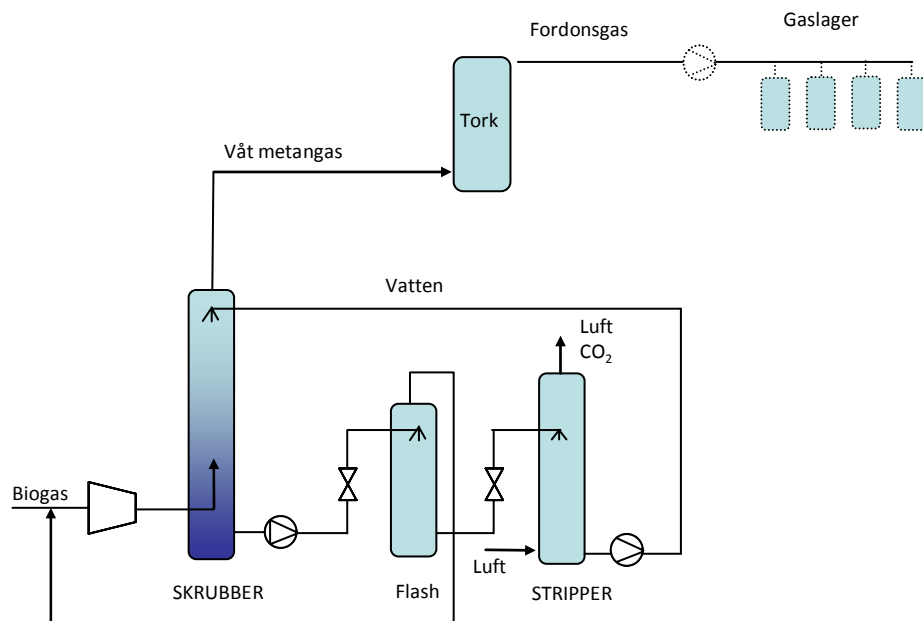 Fordonsgas
Gaslager
Tork
Våt metangas
Vatten
Luft
CO₂
Biogas
Luft
SKRUBBER
Flash
STRIPPER